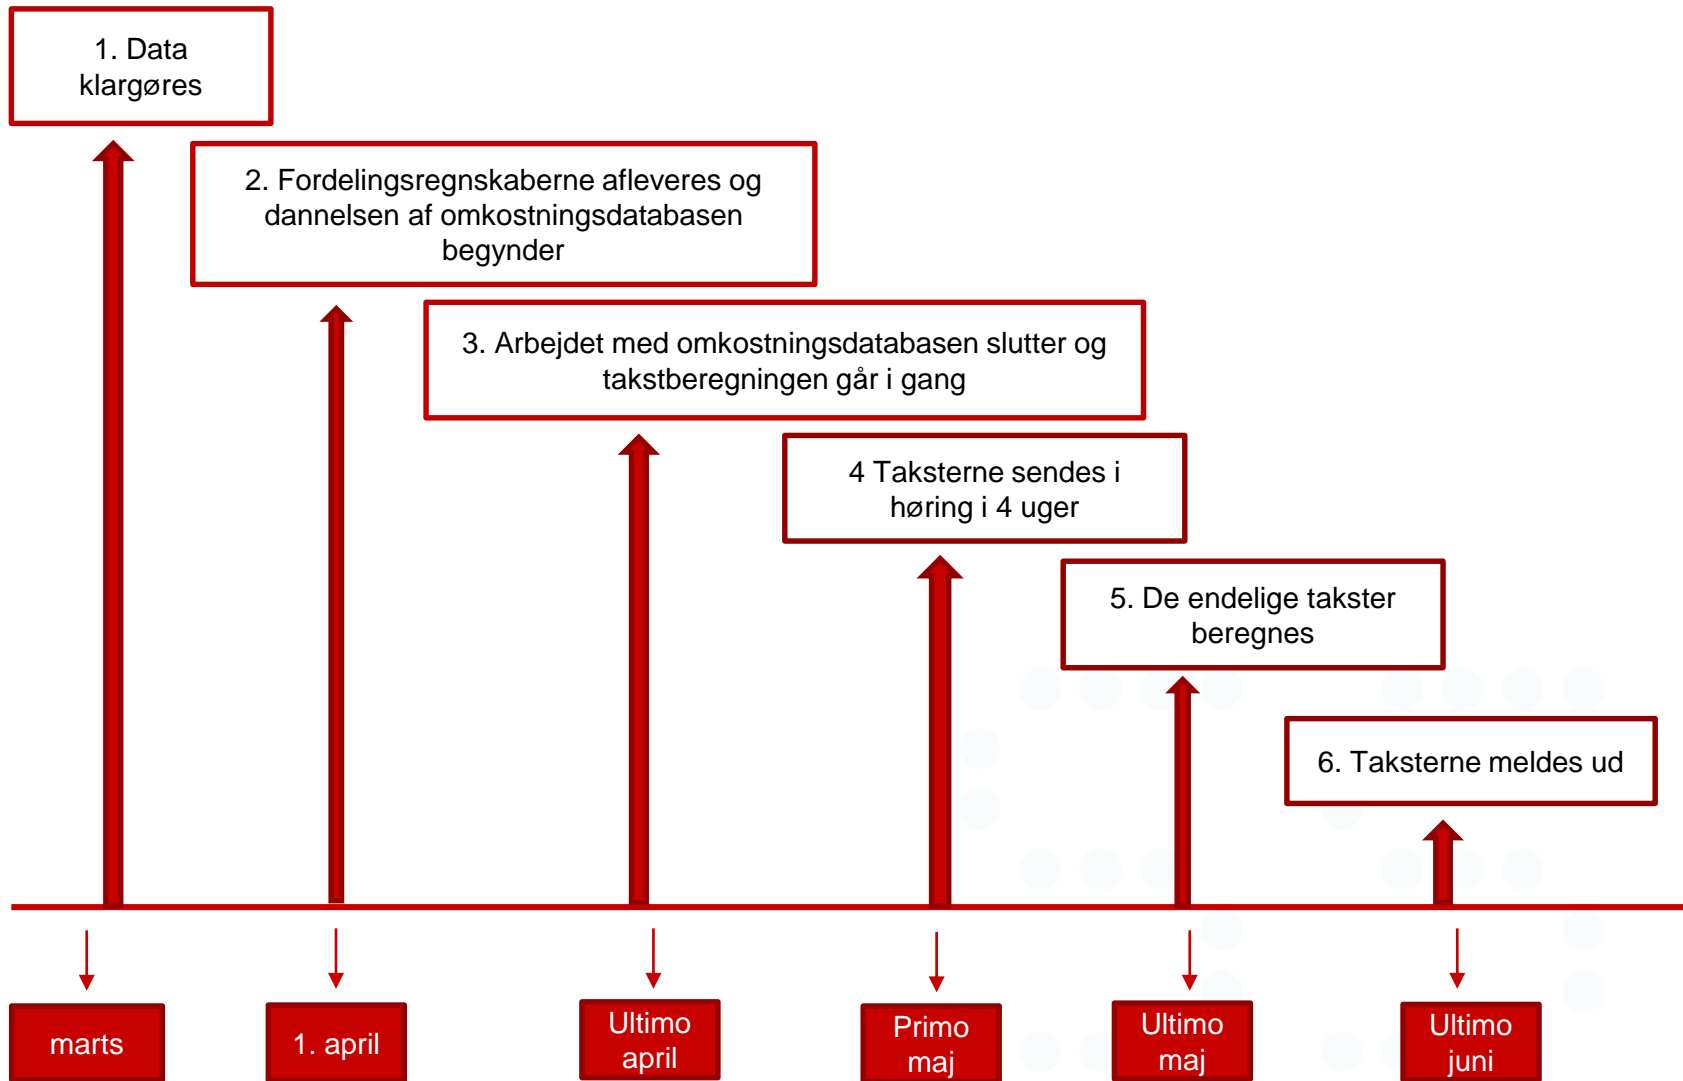 1. Data
klargøres
2. Fordelingsregnskaberne afleveres og
dannelsen af omkostningsdatabasen
begynder
3. Arbejdet med omkostningsdatabasen slutter og
takstberegningen går i gang
4 Taksterne sendes i
høring i 4 uger
5. De endelige takster
beregnes
6. Taksterne meldes ud
marts
1. april
Ultimo
april
Primo
maj
Ultimo
maj
Ultimo
juni